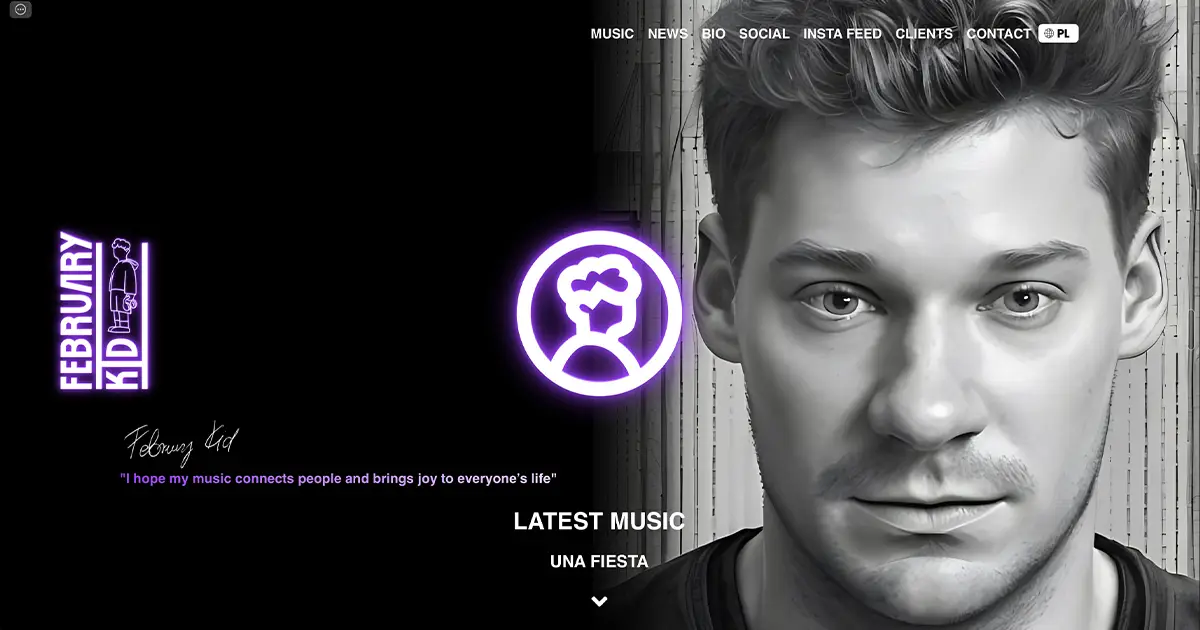 MUSIC NEWS BIO SOCIAL INSTA FEED CLIENTS CONTACT PL
FEBRUARY
KID
February Kid
"I hope my music connects people and brings joy to everyone's life"
LATEST MUSIC
UNA FIESTA